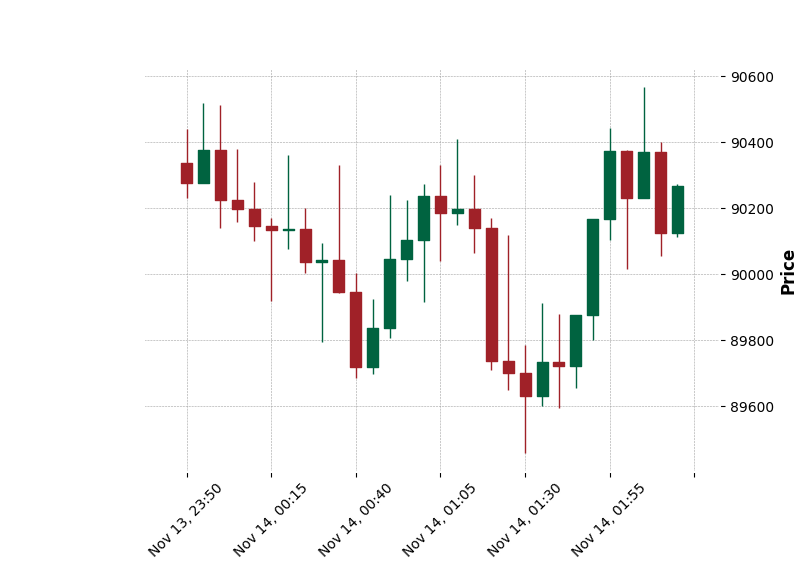 90600
90400
90200
90000
89800
89600
Price
Nov 13, 23:50
Nov 14, 00:15
Nov 14, 00:40
Nov 14, 01:05
Nov 14, 01:30
Nov 14, 01:55